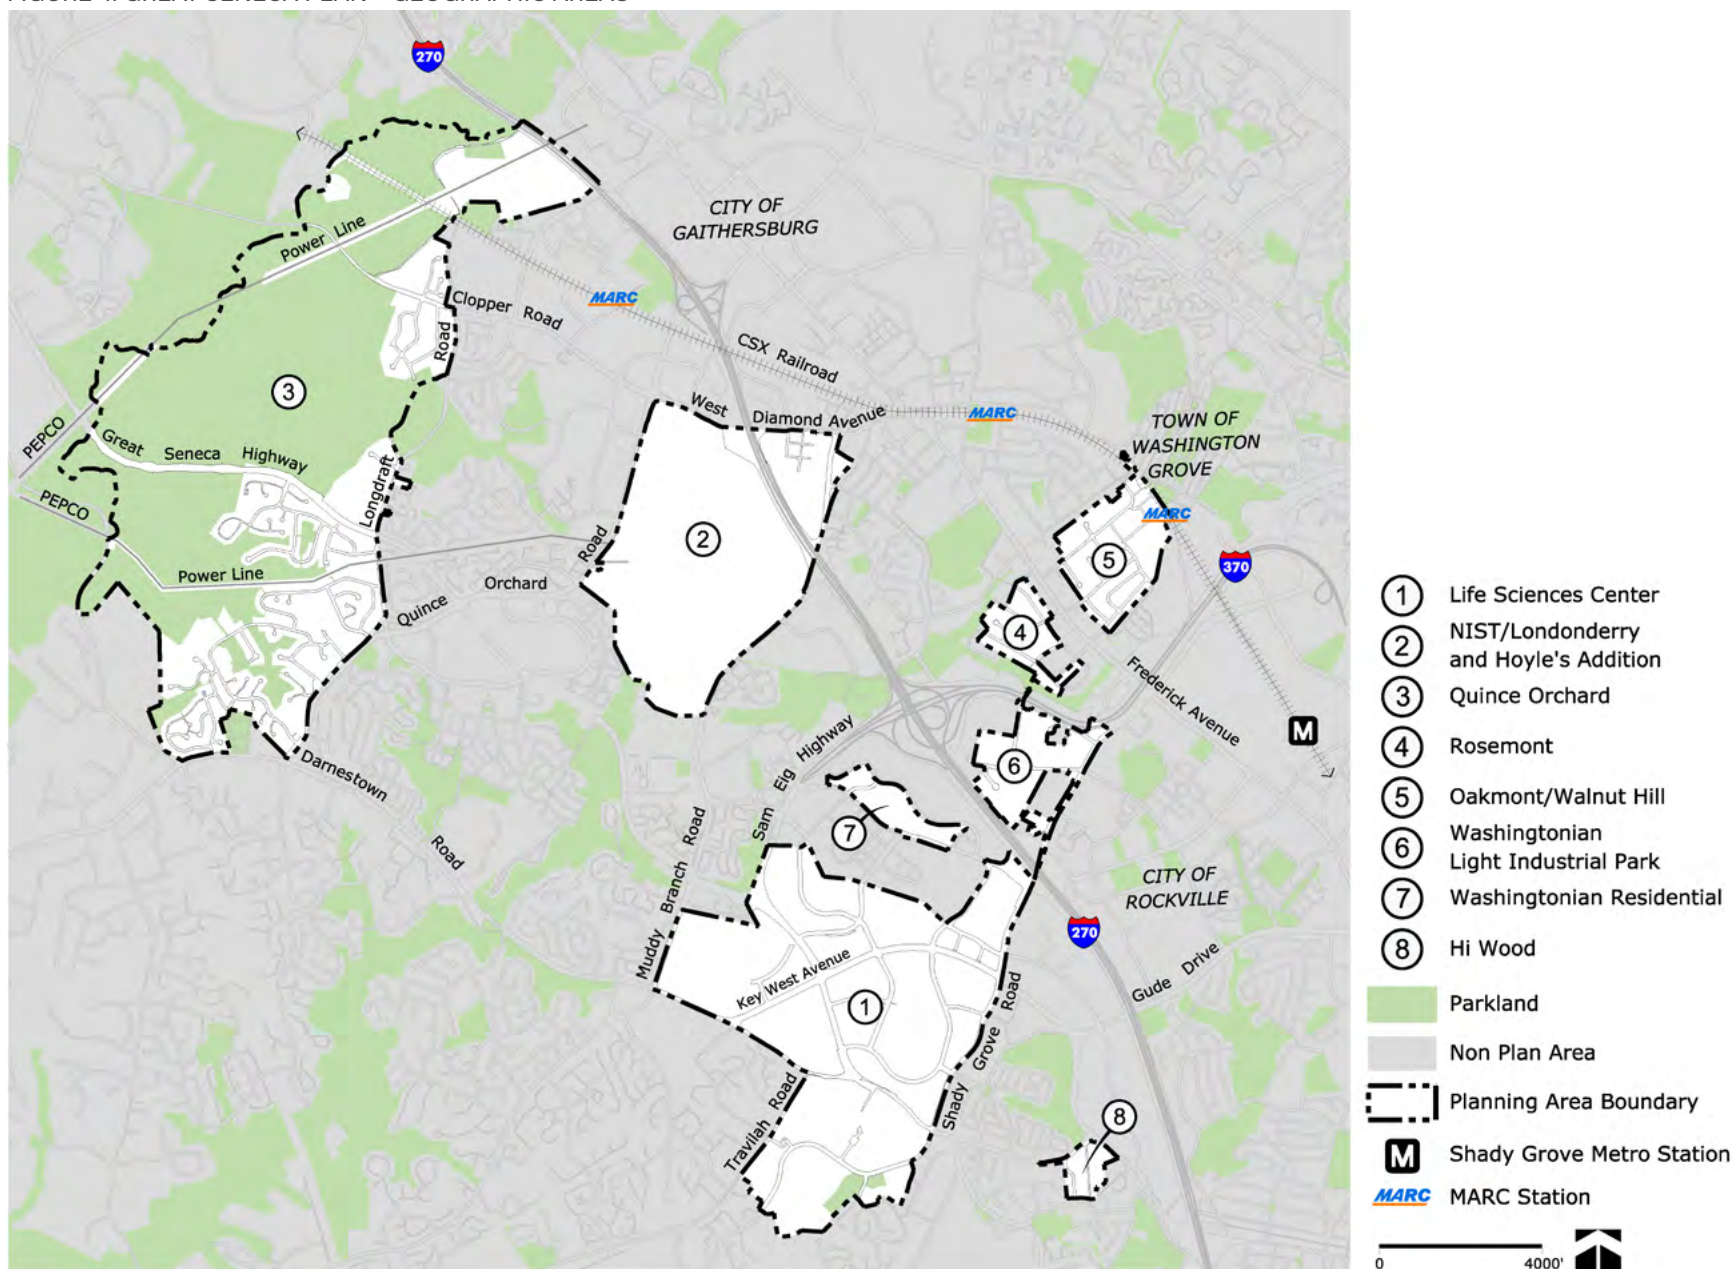 270
CITY OF
GAITHERSBURG
Power Line
MARC
Clopper Road
Road
CSX Railroad
3
West Diamond Avenue
MARC
TOWN OF
WASHINGTON
GROVE
PEPCO
Great Seneca Highway
Longdraft
PEPCO
MARC
2
Road
5
370
Power Line
Orchard
Quince
4
Frederick Avenue
M
Darnestown
Road
Sam Eig Highway
6
7
Muddy Branch Road
CITY OF
ROCKVILLE
270
Key West Avenue
Gude Drive
1
Shady Grove Road
Travilah Road
8
1 Life Sciences Center
2 NIST/Londonderry
and Hoyle's Addition
3 Quince Orchard
4 Rosemont
5 Oakmont/Walnut Hill
6 Washingtonian
Light Industrial Park
7 Washingtonian Residential
8 Hi Wood
Parkland
Non Plan Area
Planning Area Boundary
M Shady Grove Metro Station
MARC MARC Station
0 4000'